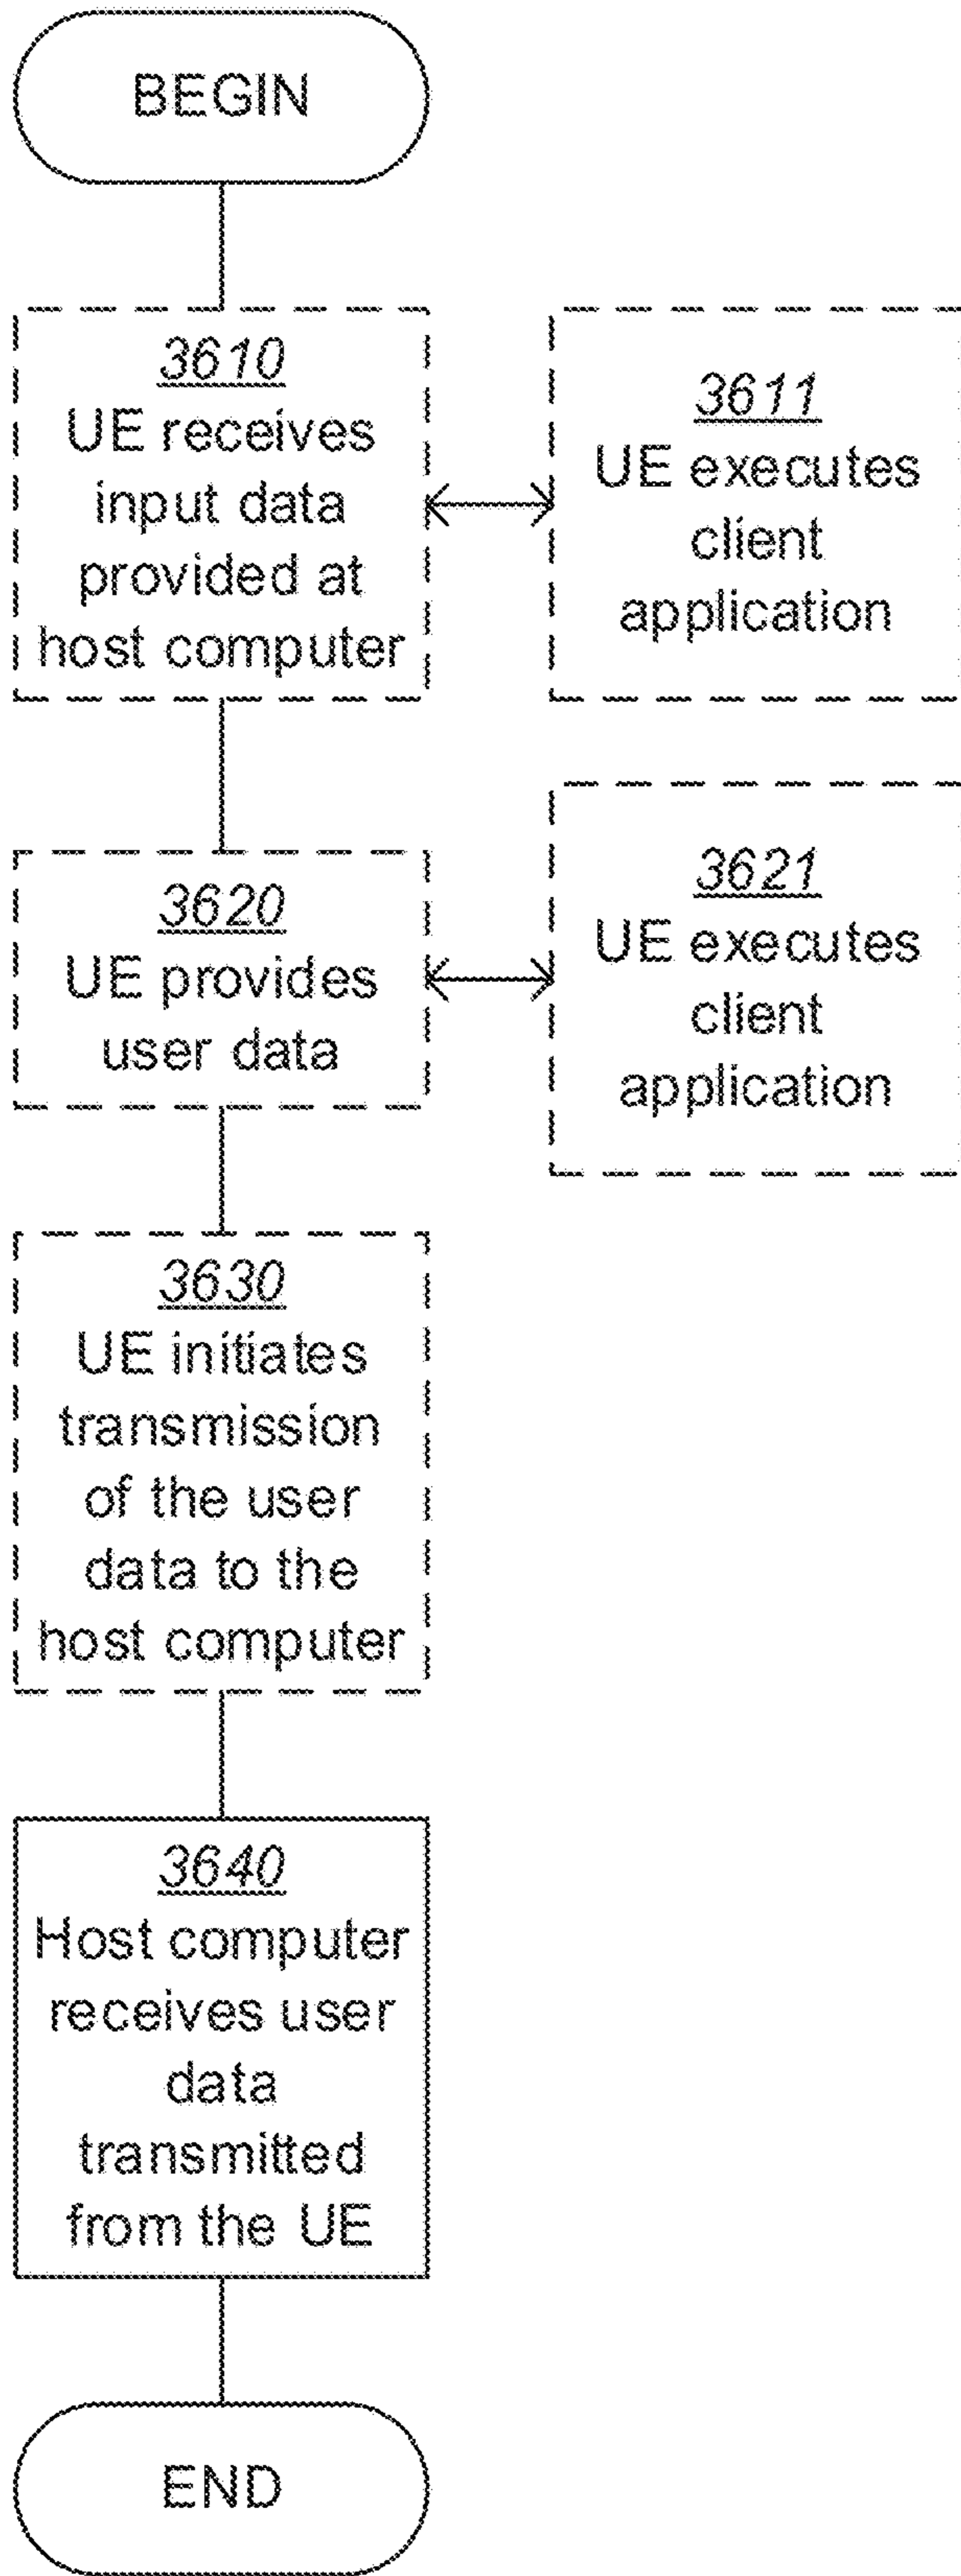 BEGIN
3610
UE receives
input data
provided at
host computer
3611
UE executes
client
application
3620
UE provides
user data
3621
UE executes
client
application
3630
UE initiates
transmission
of the user
data to the
host computer
3640
Host computer
receives user
data
transmitted
from the UE
END